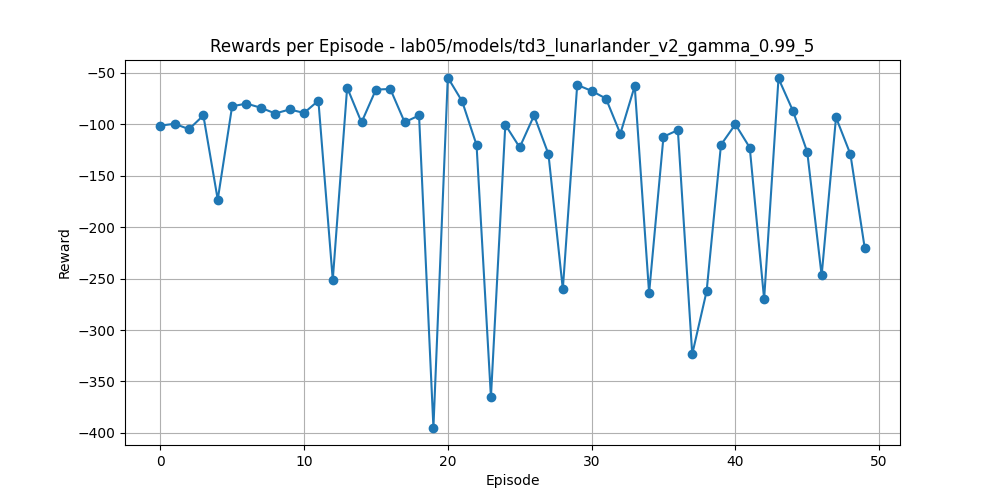 Rewards per Episode - lab05/models/td3_lunarlander_v2_gamma_0.99_5
−50
−100
−150
−200
−250
−300
−350
−400
Reward
0 10 20 30 40 50
Episode